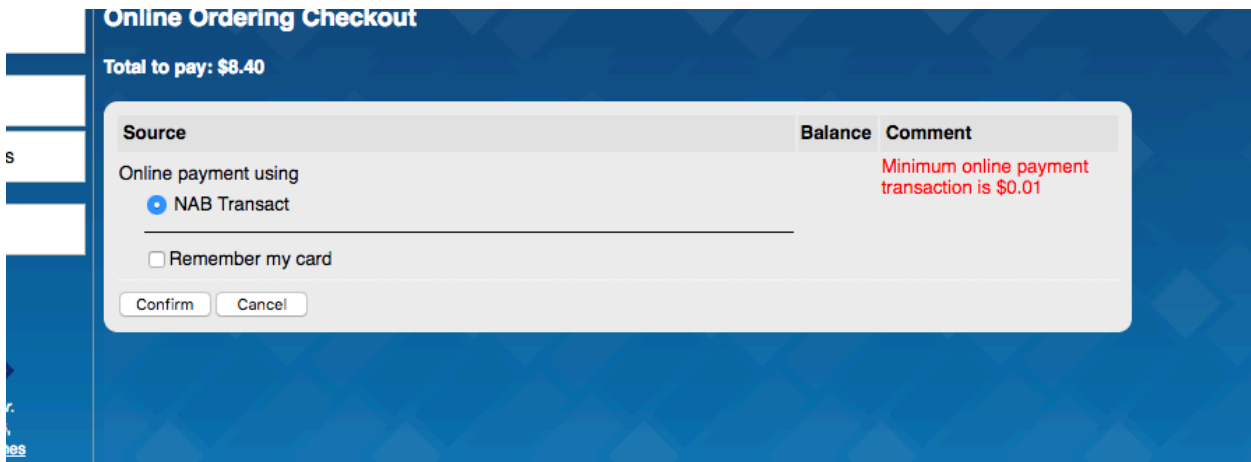 Online Ordering Checkout
Total to pay: $8.40
Source Balance Comment
Online payment using
Minimum online payment
transaction is $0.01
NAB Transact
Remember my card
Confirm Cancel
s
r.